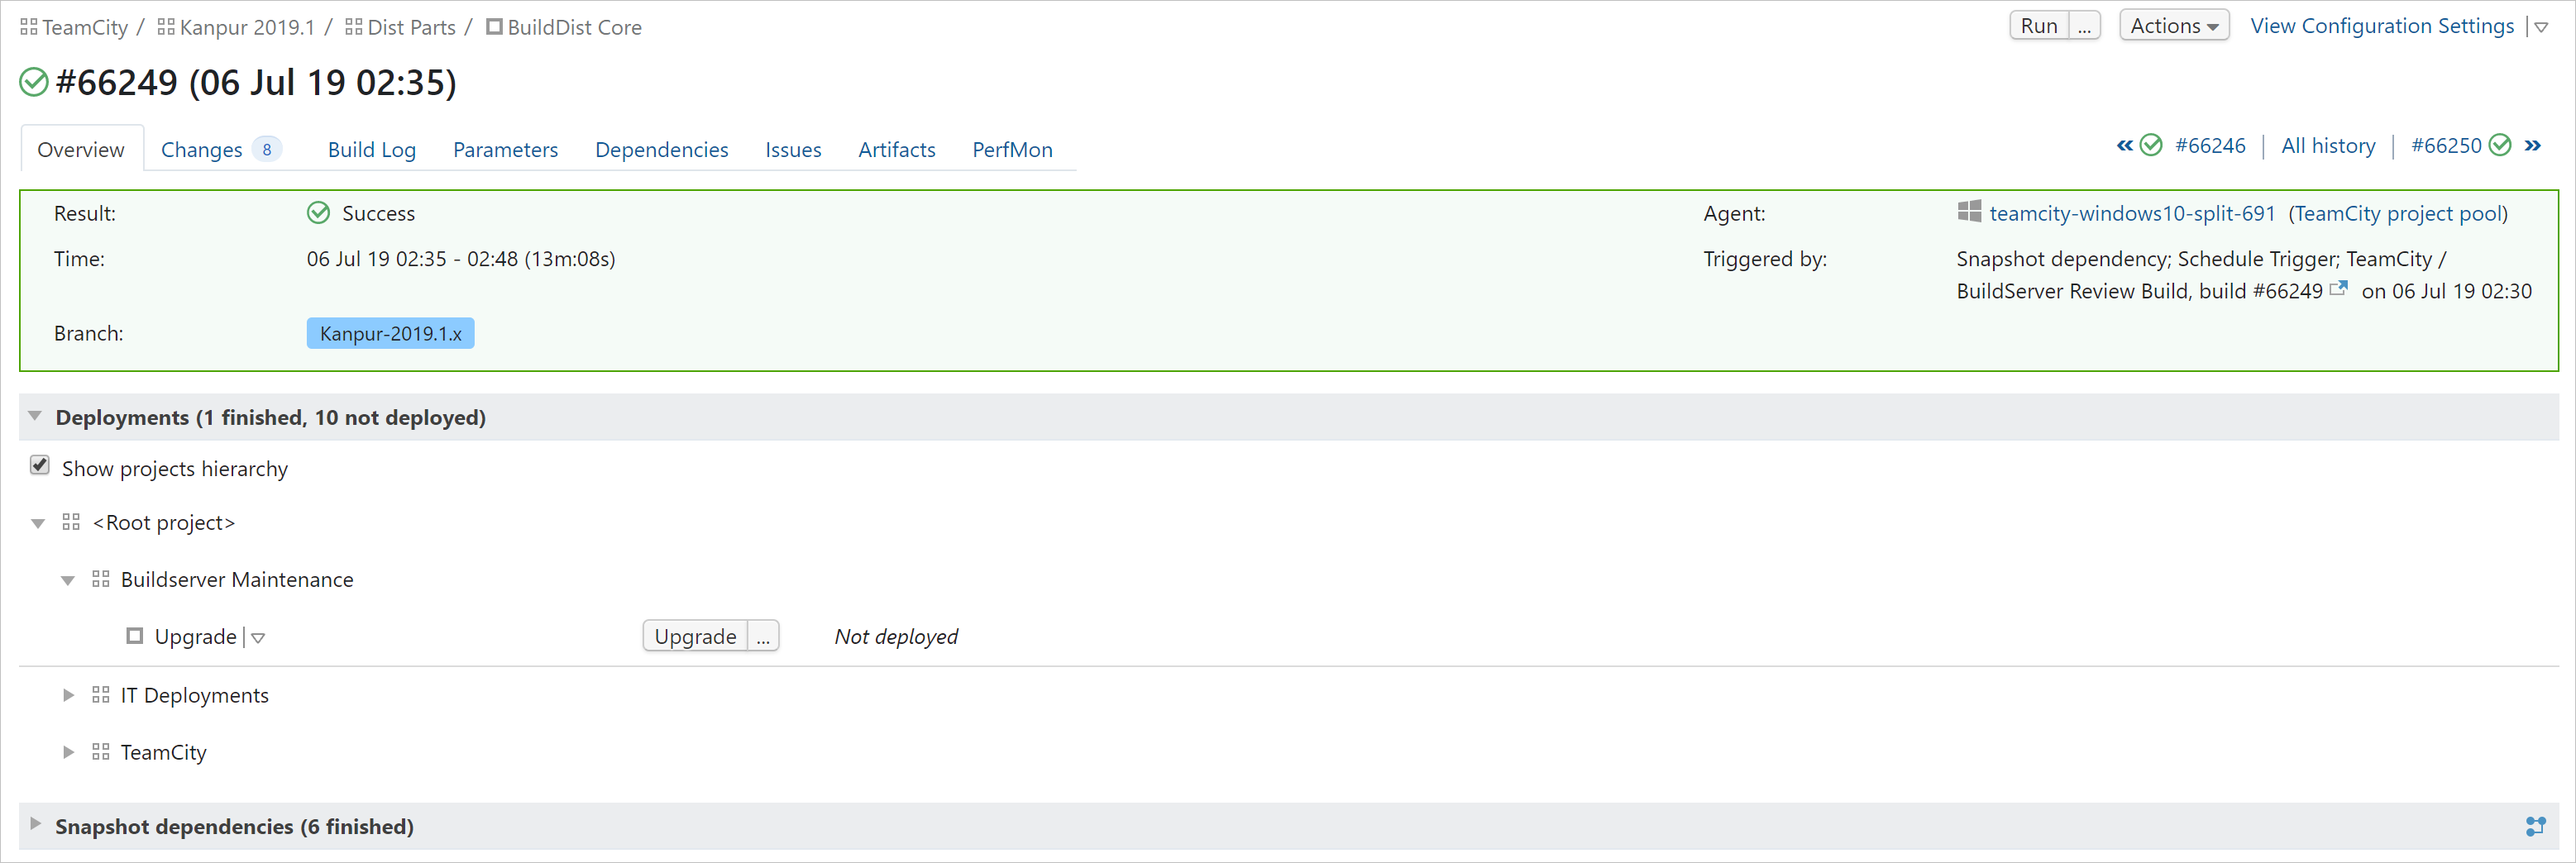 TeamCity / Kanpur 2019.1 / Dist Parts / BuildDist Core
Run ... Actions View Configuration Settings
#66249 (06 Jul 19 02:35)
Overview Changes 8 Build Log Parameters Dependencies Issues Artifacts PerfMon
« #66246 | All history | #66250 »
Result: Success
Agent: teamcity-windows10-split-691 (TeamCity project pool)
Time: 06 Jul 19 02:35 - 02:48 (13m:08s)
Triggered by: Snapshot dependency; Schedule Trigger; TeamCity /
BuildServer Review Build, build #66249 on 06 Jul 19 02:30
Branch: Kanpur-2019.1.x
Deployments (1 finished, 10 not deployed)
Show projects hierarchy
<Root project>
Buildserver Maintenance
Upgrade Upgrade ... Not deployed
IT Deployments
TeamCity
Snapshot dependencies (6 finished)